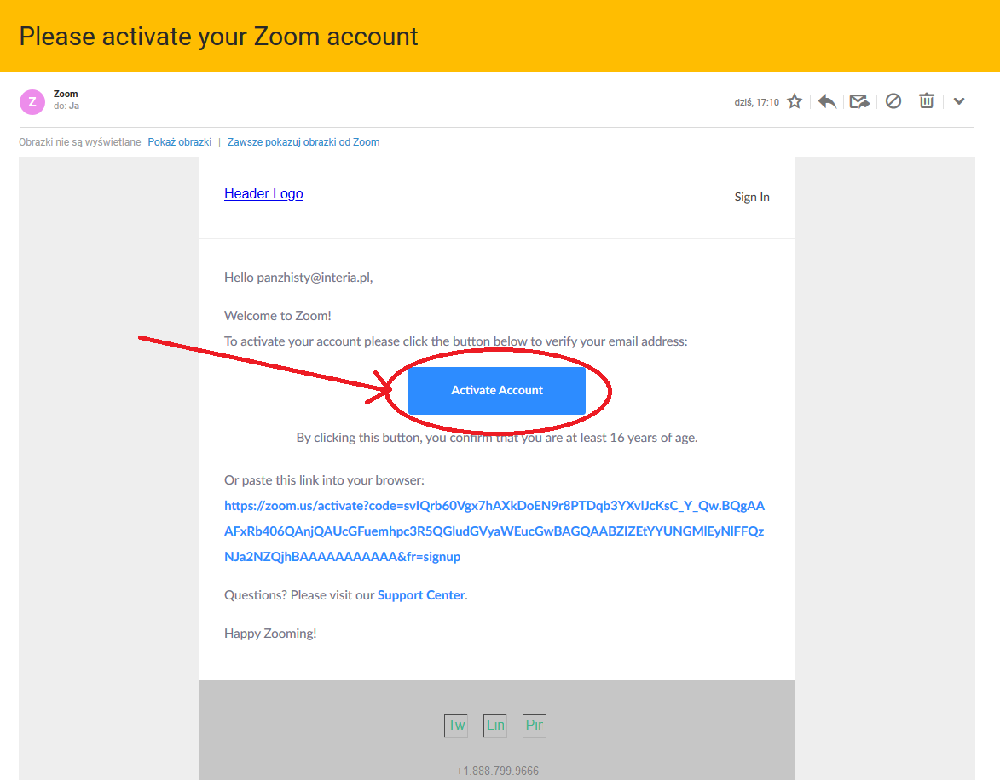 Please activate your Zoom account
Z
Zoom
do: Ja
dziś, 17:10
Obrazki nie są wyświetlane Pokaż obrazki | Zawsze pokazuj obrazki od Zoom
Header Logo
Sign In
Hello panzhisty@interia.pl,
Welcome to Zoom!
To activate your account please click the button below to verify your email address:
Activate Account
By clicking this button, you confirm that you are at least 16 years of age.
Or paste this link into your browser:
https://zoom.us/activate?code=svIQrb60Vgx7hAXkDoEN9r8PTDqb3YXvlJcKsC_Y_Qw.BQgAA
AFxRb406QAnjQAUcGFuemhpc3R5QGludGVyaWEucGwBAGQAABZIZEtYYUNGMlEyNlFFQz
NJa2NZQjhBAAAAAAAAAAA&fr=signup
Questions? Please visit our Support Center.
Happy Zooming!
Tw Lin Pir
+1.888.799.9666